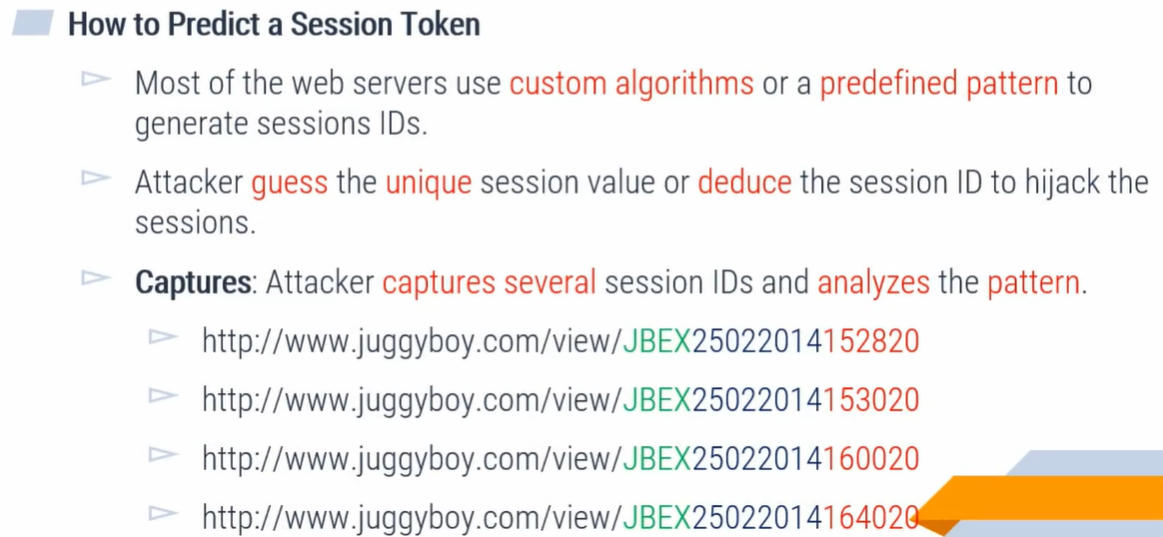 How to Predict a Session Token
Most of the web servers use custom algorithms or a predefined pattern to
generate sessions IDs.
Attacker guess the unique session value or deduce the session ID to hijack the
sessions.
Captures: Attacker captures several session IDs and analyzes the pattern.
http://www.juggyboy.com/view/JBEX25022014152820
http://www.juggyboy.com/view/JBEX25022014153020
http://www.juggyboy.com/view/JBEX25022014160020
http://www.juggyboy.com/view/JBEX25022014164020